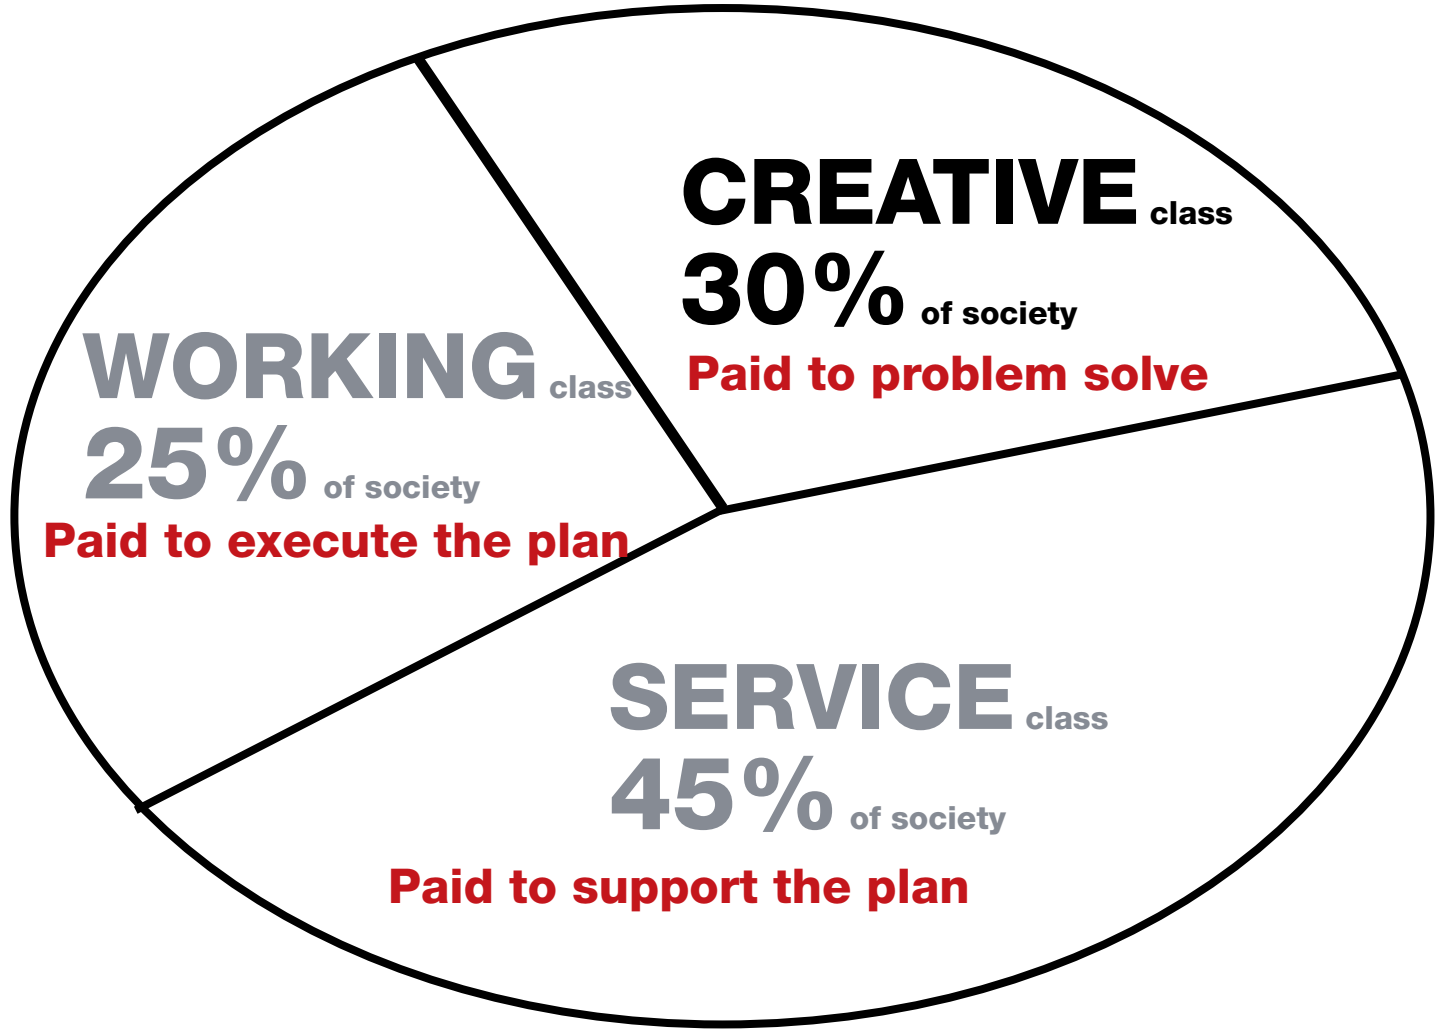 CREATIVE class
30% of society
Paid to problem solve
WORKING class
25% of society
Paid to execute the plan
SERVICE class
45% of society
Paid to support the plan